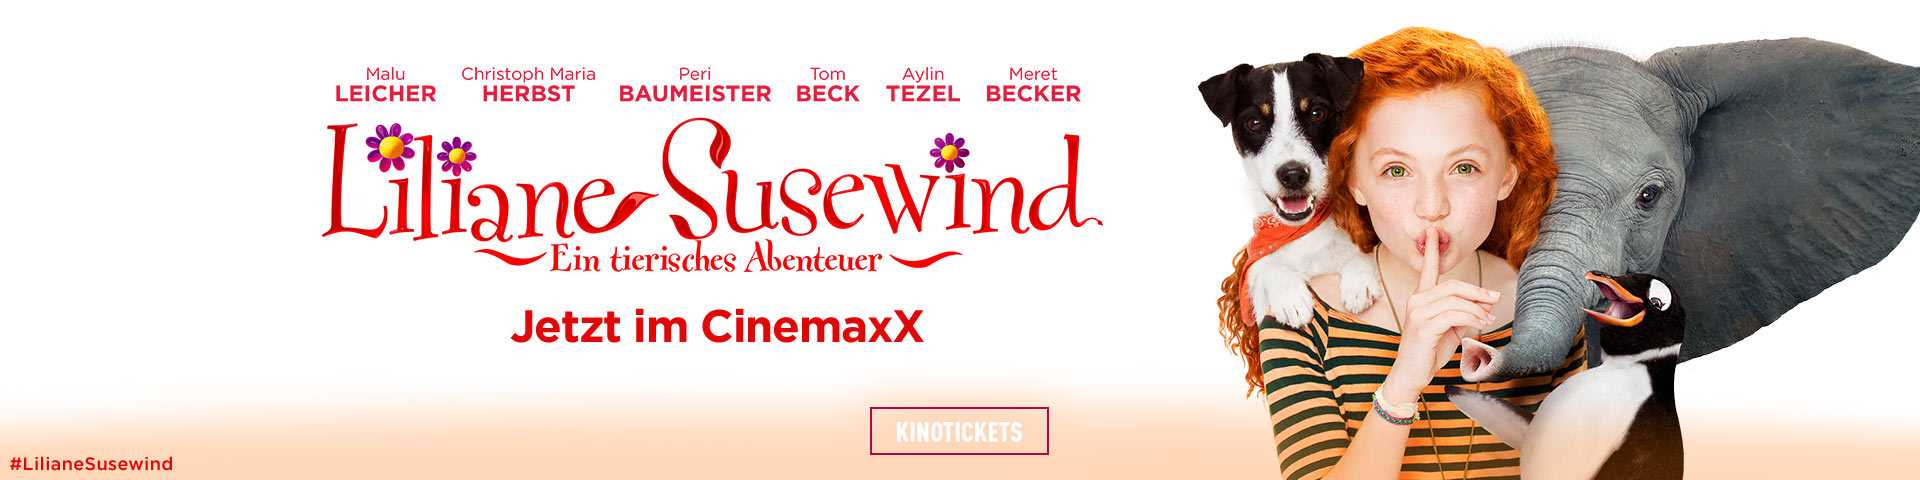 Malu Christoph Maria Peri Tom Aylin Meret
LEICHER HERBST BAUMEISTER BECK TEZEL BECKER
Liliane Susewind
Ein tierisches Abenteuer
Jetzt im CinemaxX
KINOTICKETS
#LilianeSusewind